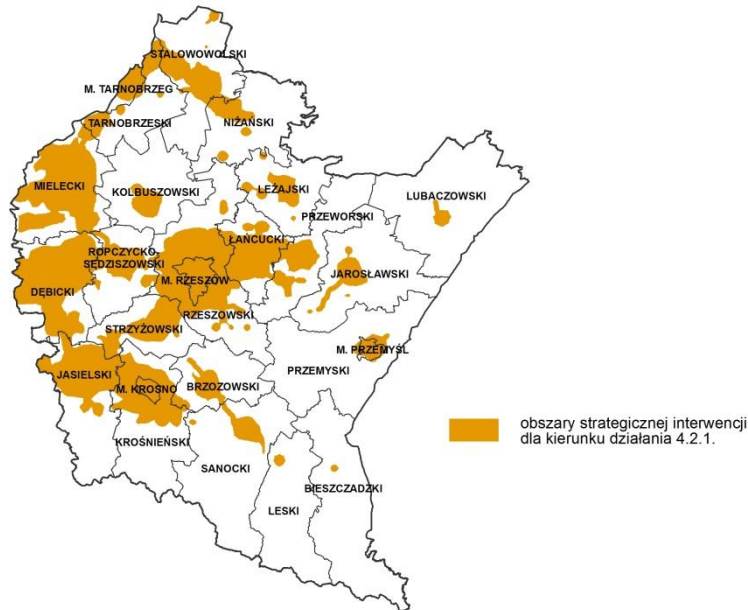 STALOWOWOLSKI
M. TARNOBRZEG
TARNOBRZESKI
NIŻAŃSKI
MIELECKI
KOLBUSZOWSKI
LEŻAJSKI
LUBACZOWSKI
PRZEWORSKI
ŁAŃCUCKI
ROPCZYCKO-
SĘDZISZOWSKI
JAROSŁAWSKI
M. RZESZÓW
DĘBICKI
RZESZOWSKI
STRZYŻOWSKI
M. PRZEMYŚL
PRZEMYSKI
JASIELSKI
M. KROSNO
BRZOZOWSKI
KROŚNIEŃSKI
SANOCKI
BIESZCZADZKI
LESKI
obszary strategicznej interwencji
dla kierunku działania 4.2.1.